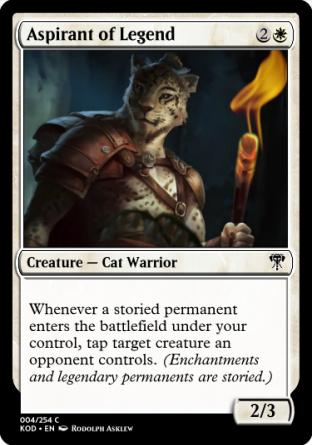 Aspirant of Legend 2
Creature — Cat Warrior
Whenever a storied permanent
enters the battlefield under your
control, tap target creature an
opponent controls. (Enchantments
and legendary permanents are storied.)
2/3
004/254 C
KOD • EN Rodolph Asklew